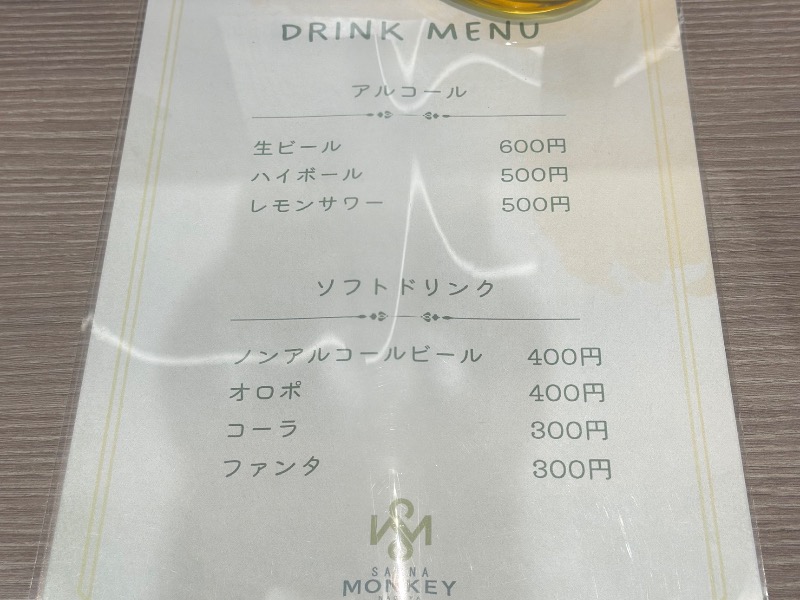 DRINK MENU
アルコール
生ビール 600円
ハイボール 500円
レモンサワー 500円
ソフトドリンク
ノンアルコールビール 400円
オロポ 400円
コーラ 300円
ファンタ 300円
SAUNA
MONKEY